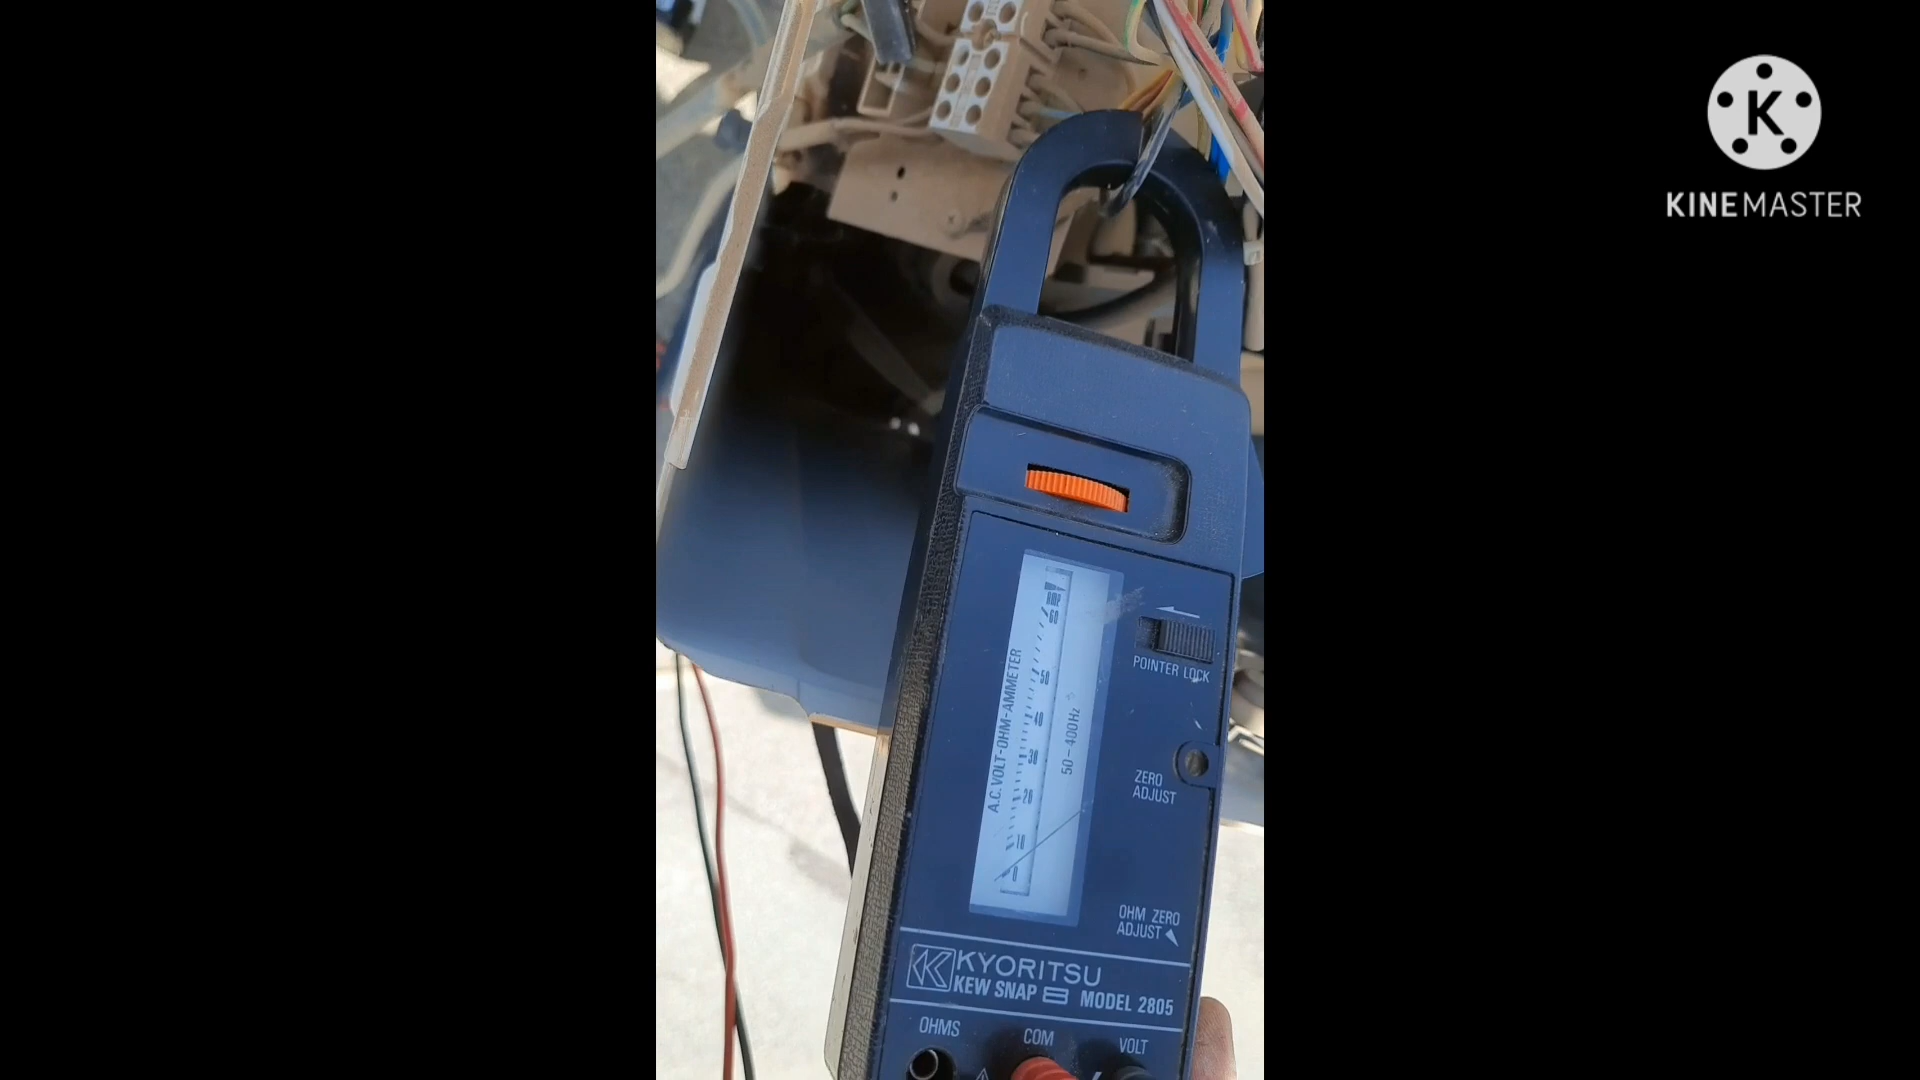 K
KINEMASTER
AMP
60
50
40
30
20
10
0
A.C. VOLT-OHM-AMMETER
50-400Hz
POINTER LOCK
ZERO
ADJUST
OHM ZERO
ADJUST
K KYORITSU
KEW SNAP 8 MODEL 2805
OHMS
COM
VOLT